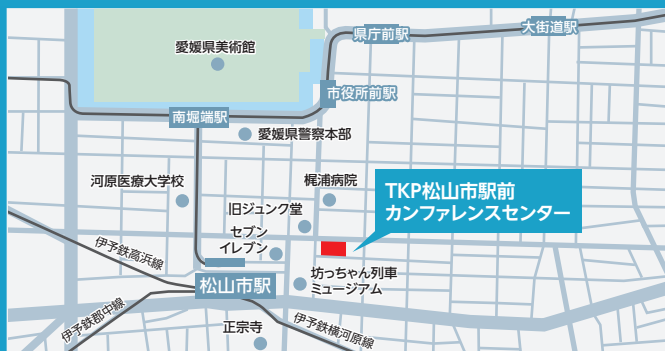 県庁前駅
大街道駅
愛媛県美術館
市役所前駅
南堀端駅
愛媛県警察本部
河原医療大学校
梶浦病院
TKP松山市駅前
カンファレンスセンター
旧ジュンク堂
セブン
イレブン
伊予鉄高浜線
松山市駅
坊っちゃん列車
ミュージアム
伊予鉄郡中線
正宗寺
伊予鉄横河原線